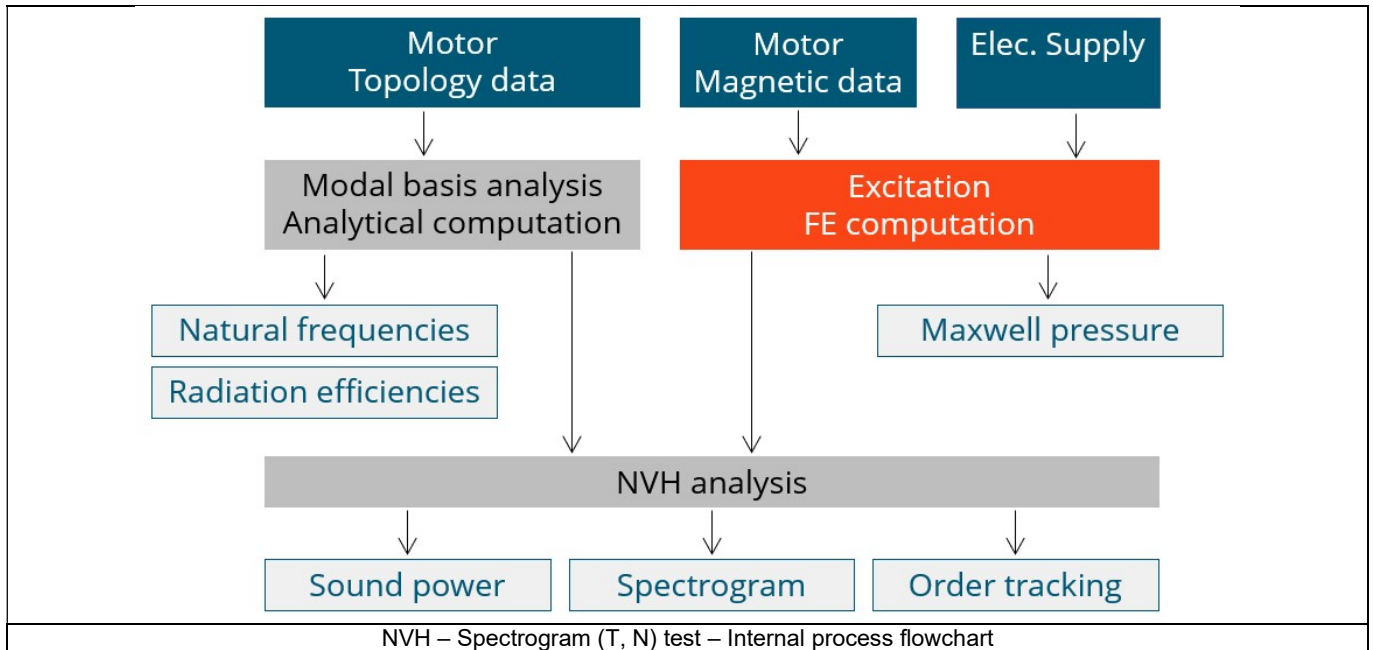 Motor
Topology data
Motor
Magnetic data
Elec. Supply
Modal basis analysis
Analytical computation
Excitation
FE computation
Natural frequencies
Radiation efficiencies
Maxwell pressure
NVH analysis
Sound power
Spectrogram
Order tracking
NVH – Spectrogram (T, N) test – Internal process flowchart